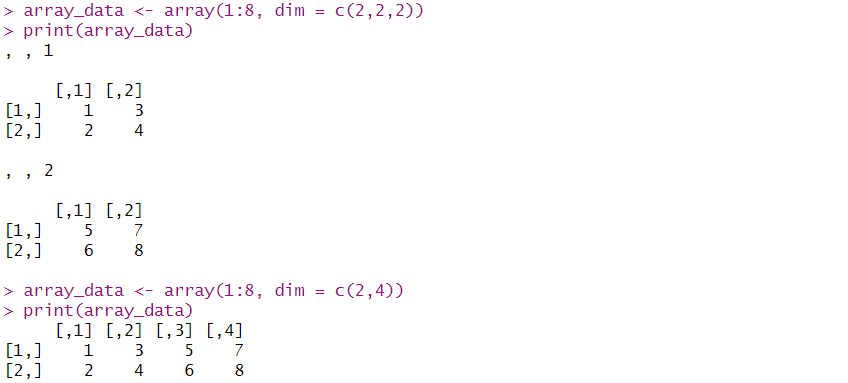 > array_data <- array(1:8, dim = c(2,2,2))
> print(array_data)
, , 1
     [,1] [,2]
[1,]    1    3
[2,]    2    4
, , 2
     [,1] [,2]
[1,]    5    7
[2,]    6    8
> array_data <- array(1:8, dim = c(2,4))
> print(array_data)
     [,1] [,2] [,3] [,4]
[1,]    1    3    5    7
[2,]    2    4    6    8